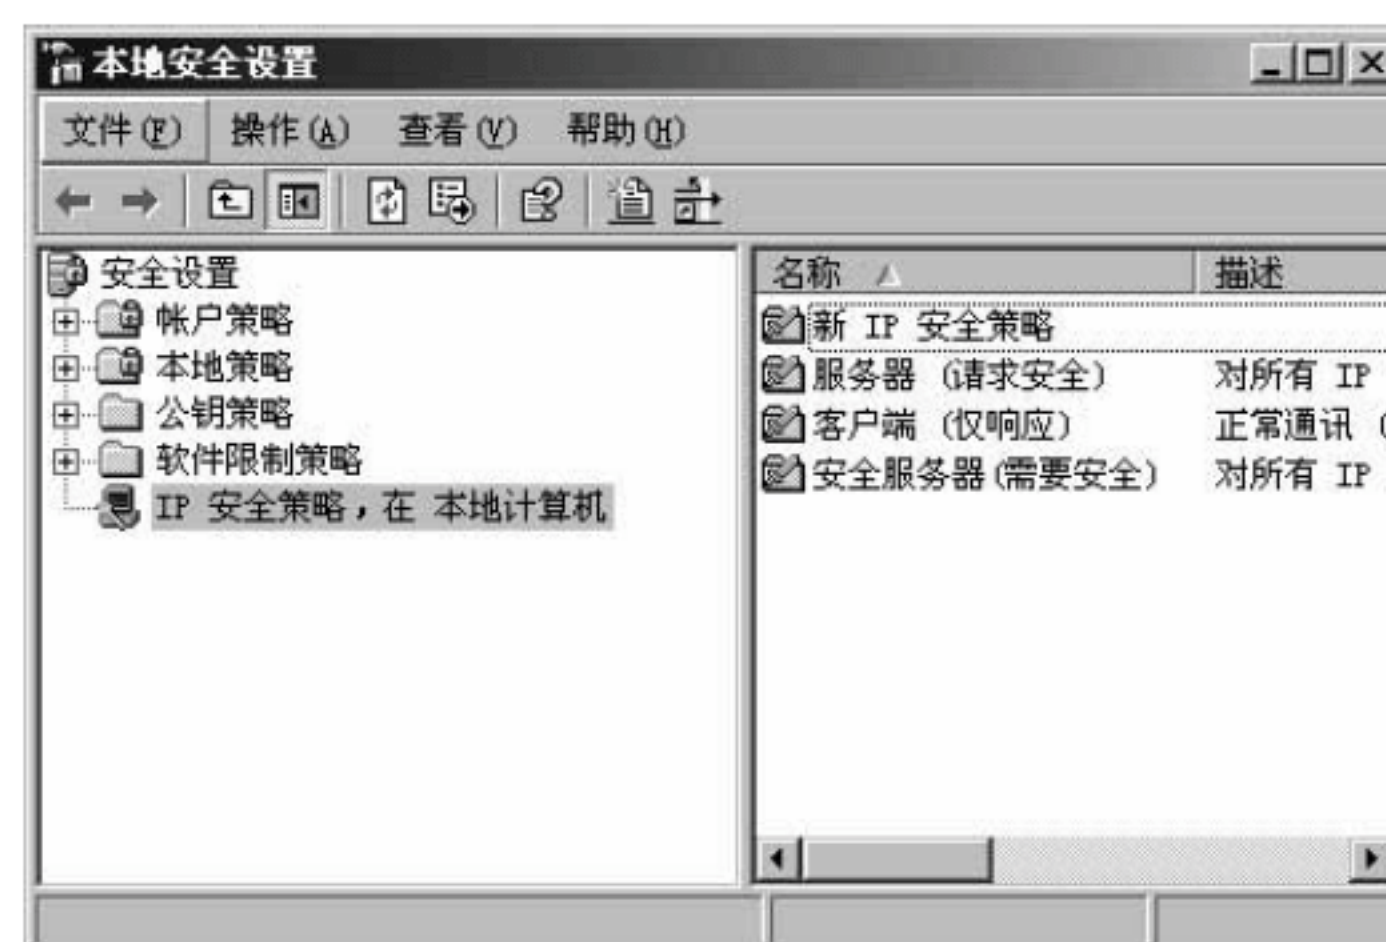 本地安全设置
文件(F) 操作(A) 查看(V) 帮助(H)
安全设置
帐户策略
本地策略
公钥策略
软件限制策略
IP 安全策略，在 本地计算机
名称 描述
新 IP 安全策略
服务器 (请求安全) 对所有 IP
客户端 (仅响应) 正常通讯 (
安全服务器(需要安全) 对所有 IP